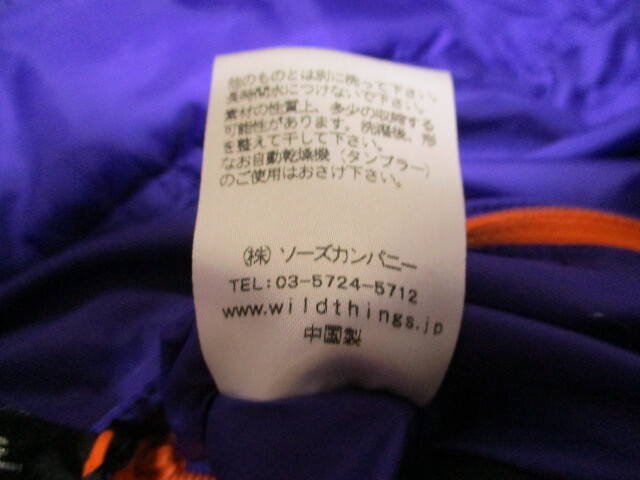 他のものとは別に洗って下さい。
長時間水につけないで下さい。
素材の性質上、多少の収縮する
可能性があります。洗濯後、形
を整えて干して下さい。
なお自動乾燥機（タンブラー）
のご使用はおさけ下さい。
㈱ ソーズカンパニー
TEL:03-5724-5712
www.wildthings.jp
中国製